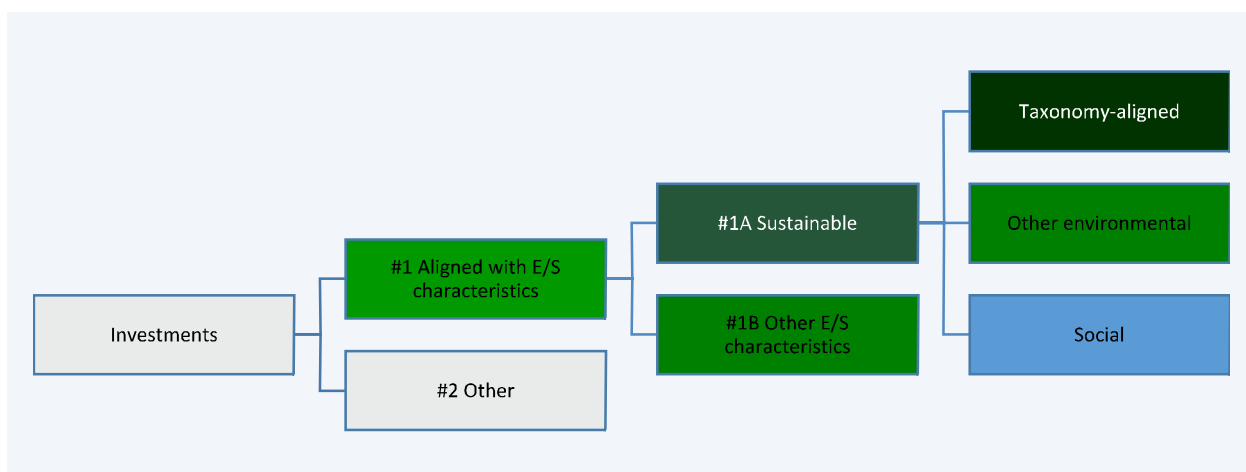 Investments
#1 Aligned with E/S
characteristics
#2 Other
#1A Sustainable
#1B Other E/S
characteristics
Taxonomy-aligned
Other environmental
Social